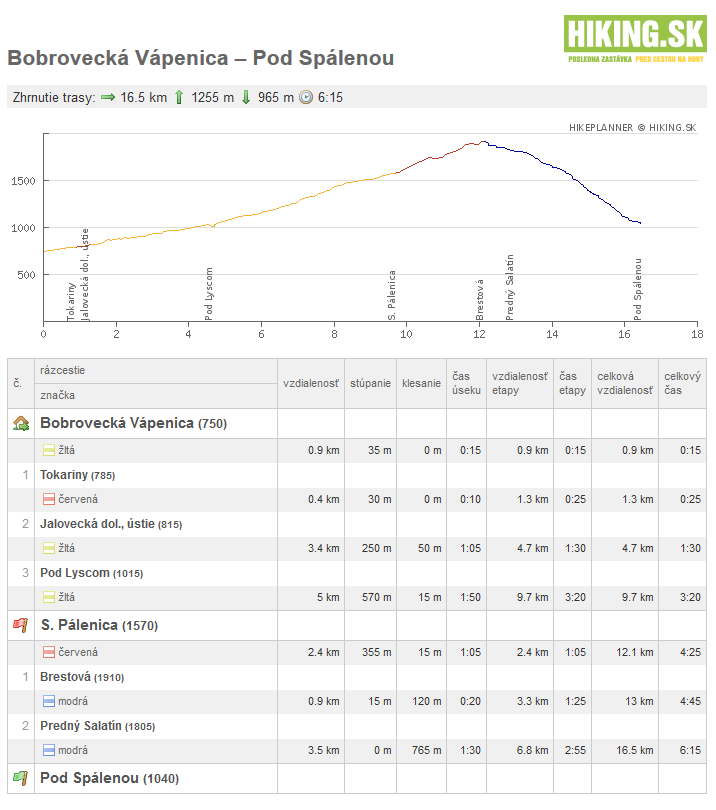 HIKING.SK
POSLEDNÁ ZASTÁVKA PRED CESTOU NA HORY
Bobrovecká Vápenica – Pod Spálenou
Zhrnutie trasy: 16.5 km 1255 m 965 m 6:15
HIKEPLANNER © HIKING.SK
1500
1000
500
Tokariny
Jalovecká dol., ústie
Pod Lyscom
S. Pálenica
Brestová
Predný Salatín
Pod Spálenou
0 2 4 6 8 10 12 14 16 18
č. rázcestie značka vzdialenosť stúpanie klesanie čas úseku vzdialenosť etapy čas etapy celková vzdialenosť celkový čas
Bobrovecká Vápenica (750)
žltá 0.9 km 35 m 0 m 0:15 0.9 km 0:15 0.9 km 0:15
1 Tokariny (785)
červená 0.4 km 30 m 0 m 0:10 1.3 km 0:25 1.3 km 0:25
2 Jalovecká dol., ústie (815)
žltá 3.4 km 250 m 50 m 1:05 4.7 km 1:30 4.7 km 1:30
3 Pod Lyscom (1015)
žltá 5 km 570 m 15 m 1:50 9.7 km 3:20 9.7 km 3:20
S. Pálenica (1570)
červená 2.4 km 355 m 15 m 1:05 2.4 km 1:05 12.1 km 4:25
1 Brestová (1910)
modrá 0.9 km 15 m 120 m 0:20 3.3 km 1:25 13 km 4:45
2 Predný Salatín (1805)
modrá 3.5 km 0 m 765 m 1:30 6.8 km 2:55 16.5 km 6:15
Pod Spálenou (1040)